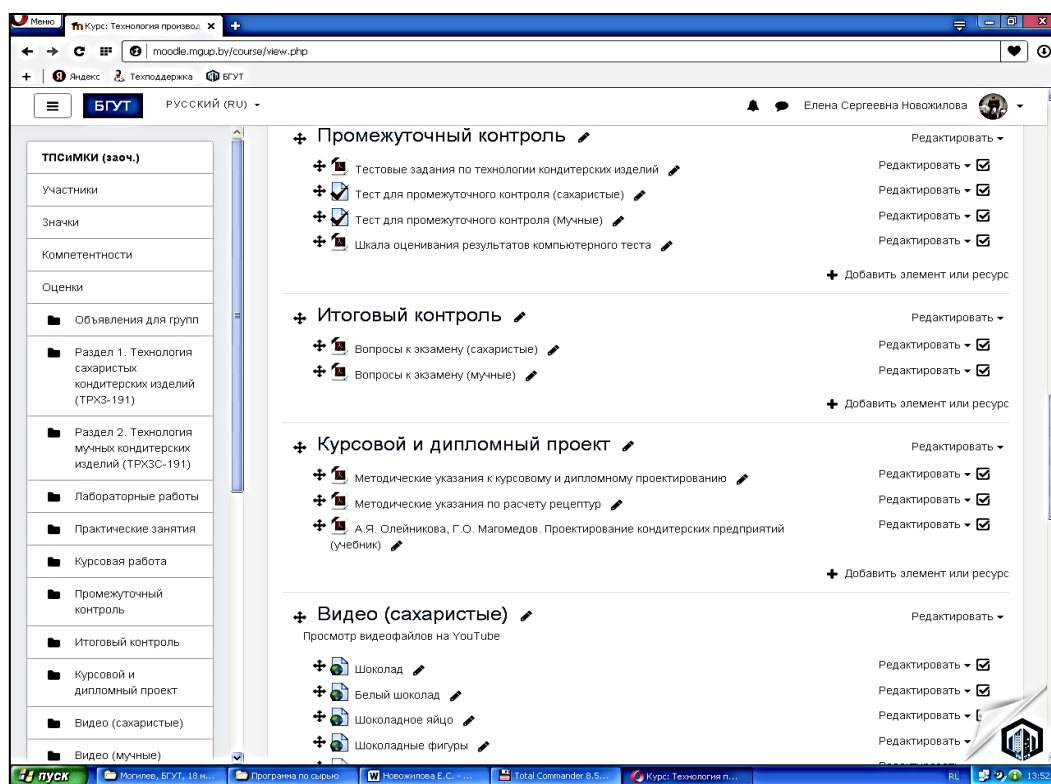 Меню
Курс: Технология производ
moodle.mgup.by/course/view.php
Яндекс Техподдержка БГУТ
БГУТ
РУССКИЙ (RU)
Елена Сергеевна Новожилова
ТПСиМКИ (заоч.)
Участники
Значки
Компетентности
Оценки
Объявления для групп
Раздел 1. Технология
сахаристых
кондитерских изделий
(ТРХЗ-191)
Раздел 2. Технология
мучных кондитерских
изделий (ТРХЗС-191)
Лабораторные работы
Практические занятия
Курсовая работа
Промежуточный
контроль
Итоговый контроль
Курсовой и
дипломный проект
Видео (сахаристые)
Видео (мучные)
Промежуточный контроль
Редактировать
Тестовые задания по технологии кондитерских изделий
Редактировать
Тест для промежуточного контроля (сахаристые)
Редактировать
Тест для промежуточного контроля (Мучные)
Редактировать
Шкала оценивания результатов компьютерного теста
Редактировать
Добавить элемент или ресурс
Итоговый контроль
Редактировать
Вопросы к экзамену (сахаристые)
Редактировать
Вопросы к экзамену (мучные)
Редактировать
Добавить элемент или ресурс
Курсовой и дипломный проект
Редактировать
Методические указания к курсовому и дипломному проектированию
Редактировать
Методические указания по расчету рецептур
Редактировать
А.Я. Олейникова, Г.О. Магомедов. Проектирование кондитерских предприятий
(учебник)
Редактировать
Добавить элемент или ресурс
Видео (сахаристые)
Редактировать
Просмотр видеофайлов на YouTube
Шоколад
Редактировать
Белый шоколад
Редактировать
Шоколадное яйцо
Редактировать
Шоколадные фигуры
Редактировать
пуск
Могилев, БГУТ, 18 н...
Программа по сырью
Новожилова Е.С. - ...
Total Commander 8.5...
Курс: Технология п...
RU
13:52